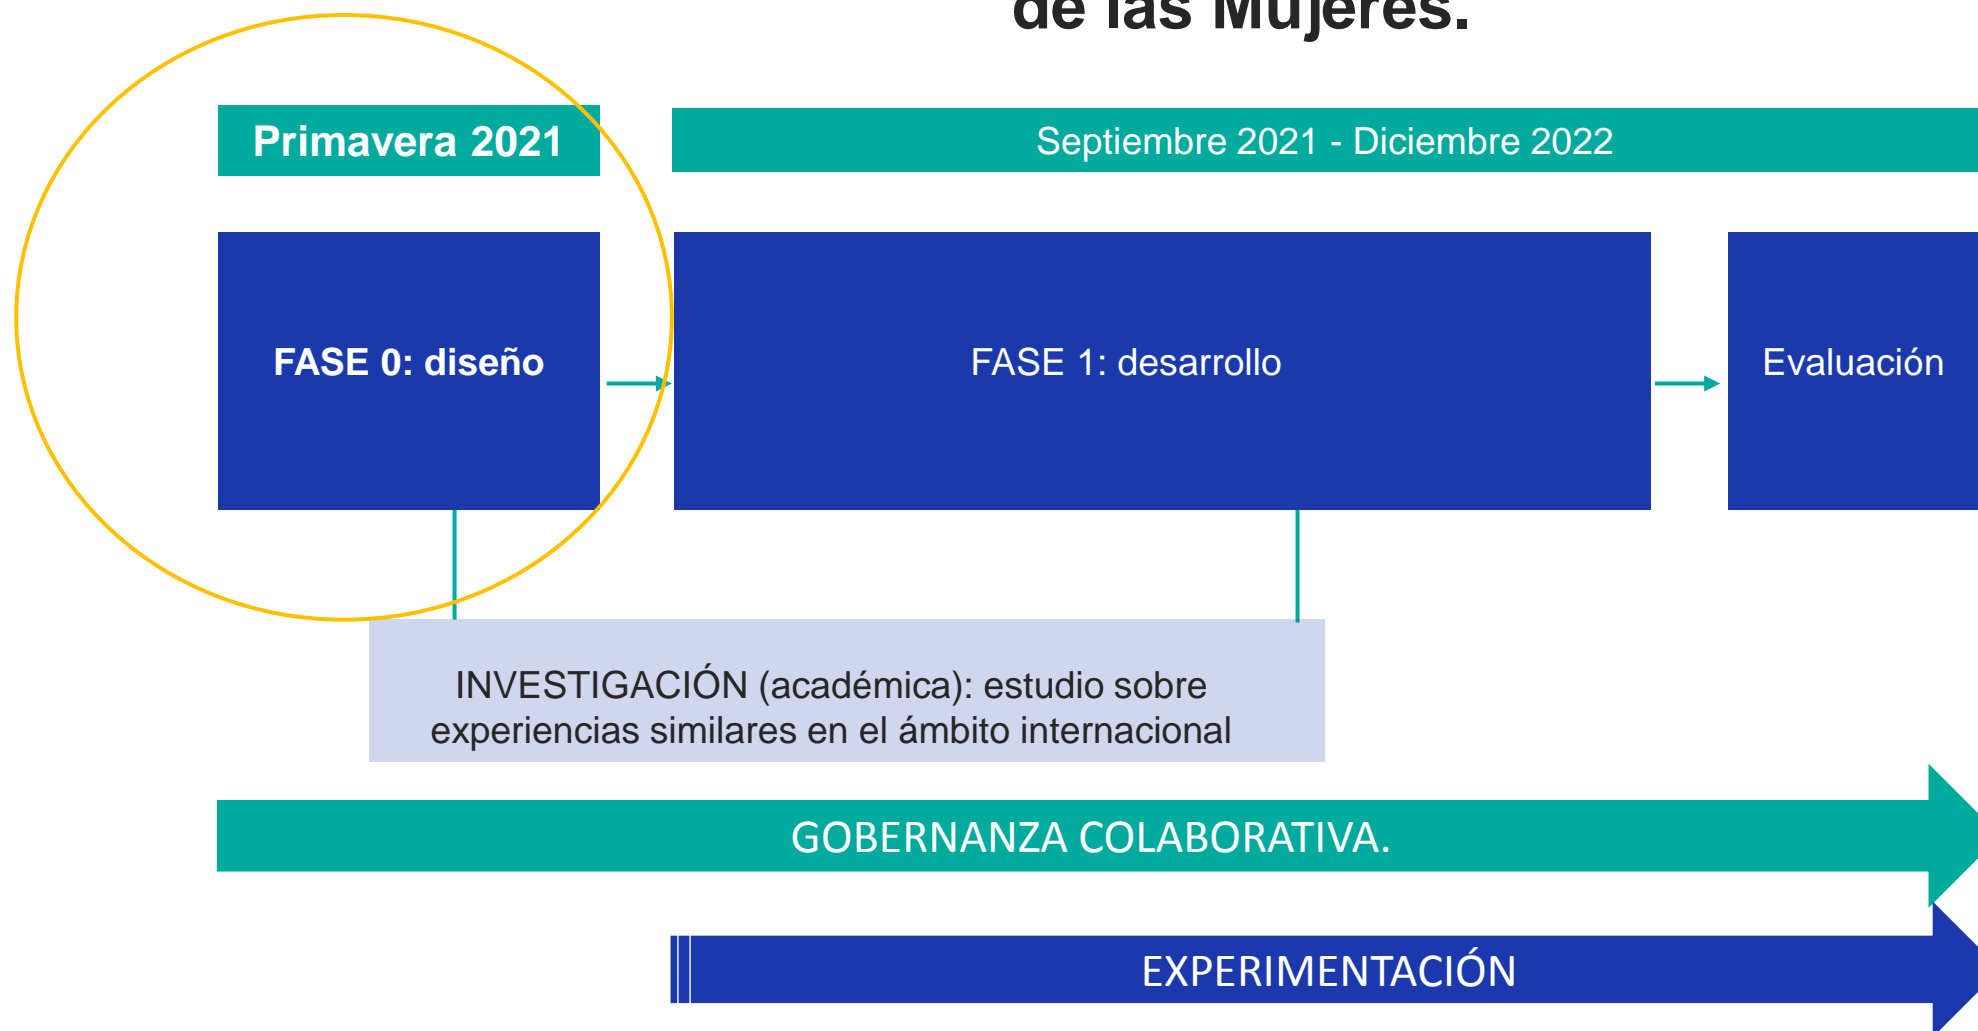 de las Mujeres.
Primavera 2021
Septiembre 2021 - Diciembre 2022
FASE 0: diseño
FASE 1: desarrollo
Evaluación
INVESTIGACIÓN (académica): estudio sobre
experiencias similares en el ámbito internacional
GOBERNANZA COLABORATIVA.
EXPERIMENTACIÓN